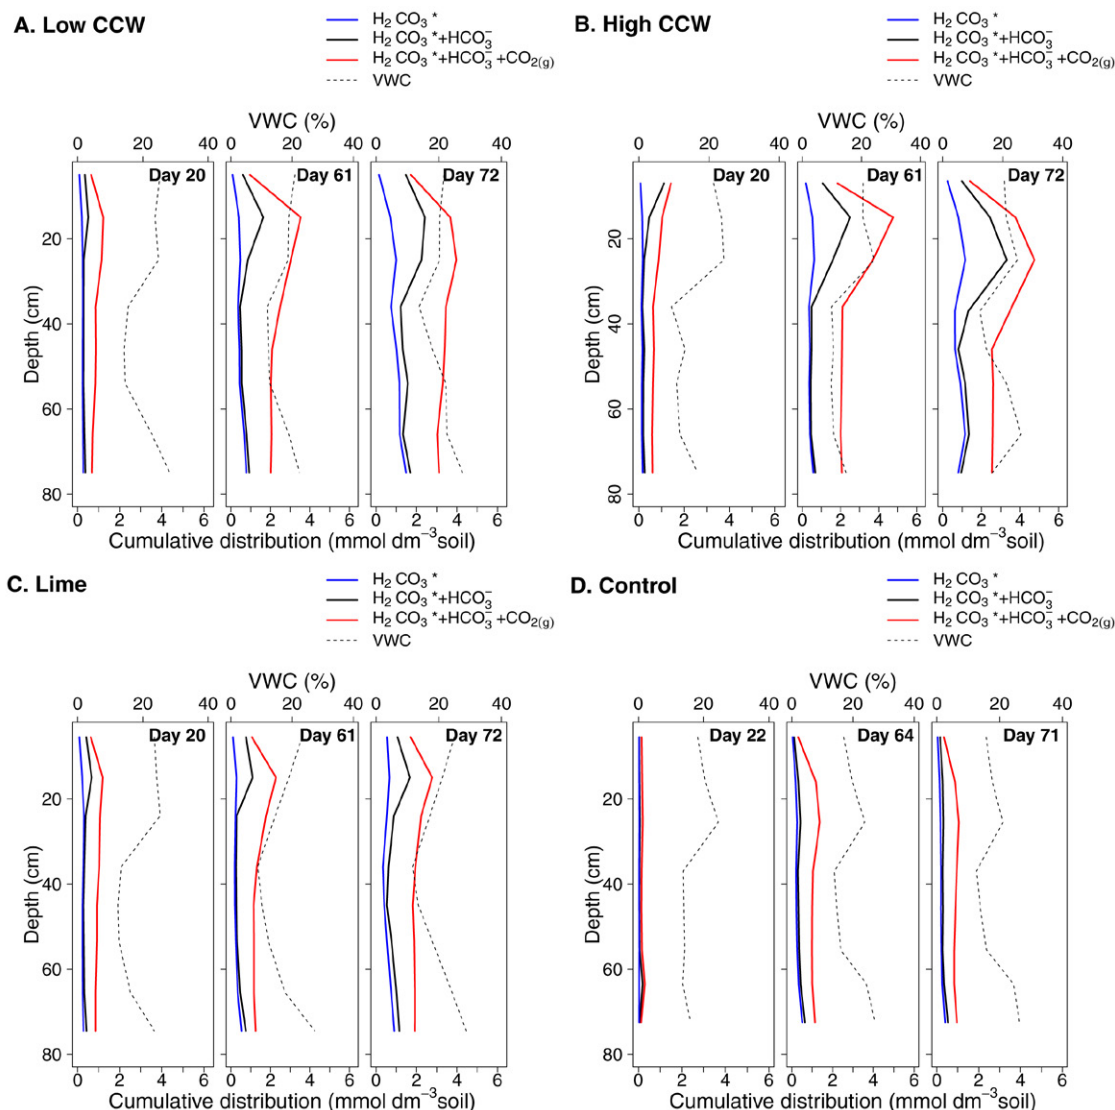 A. Low CCW
H₂ CO₃ *
H₂ CO₃ *+HCO₃⁻
H₂ CO₃ *+HCO₃⁻ +CO₂(g)
VWC
VWC (%)
0 20 40 0 20 40 0 20 40
Day 20 Day 61 Day 72
Depth (cm)
20
40
60
80
0 2 4 6 0 2 4 6 0 2 4 6
Cumulative distribution (mmol dm⁻³soil)
B. High CCW
H₂ CO₃ *
H₂ CO₃ *+HCO₃⁻
H₂ CO₃ *+HCO₃⁻ +CO₂(g)
VWC
VWC (%)
0 20 40 0 20 40 0 20 40
Day 20 Day 61 Day 72
Depth (cm)
20
40
60
80
0 2 4 6 0 2 4 6 0 2 4 6
Cumulative distribution (mmol dm⁻³soil)
C. Lime
H₂ CO₃ *
H₂ CO₃ *+HCO₃⁻
H₂ CO₃ *+HCO₃⁻ +CO₂(g)
VWC
VWC (%)
0 20 40 0 20 40 0 20 40
Day 20 Day 61 Day 72
Depth (cm)
20
40
60
80
0 2 4 6 0 2 4 6 0 2 4 6
Cumulative distribution (mmol dm⁻³soil)
D. Control
H₂ CO₃ *
H₂ CO₃ *+HCO₃⁻
H₂ CO₃ *+HCO₃⁻ +CO₂(g)
VWC
VWC (%)
0 20 40 0 20 40 0 20 40
Day 22 Day 64 Day 71
Depth (cm)
20
40
60
80
0 2 4 6 0 2 4 6 0 2 4 6
Cumulative distribution (mmol dm⁻³soil)